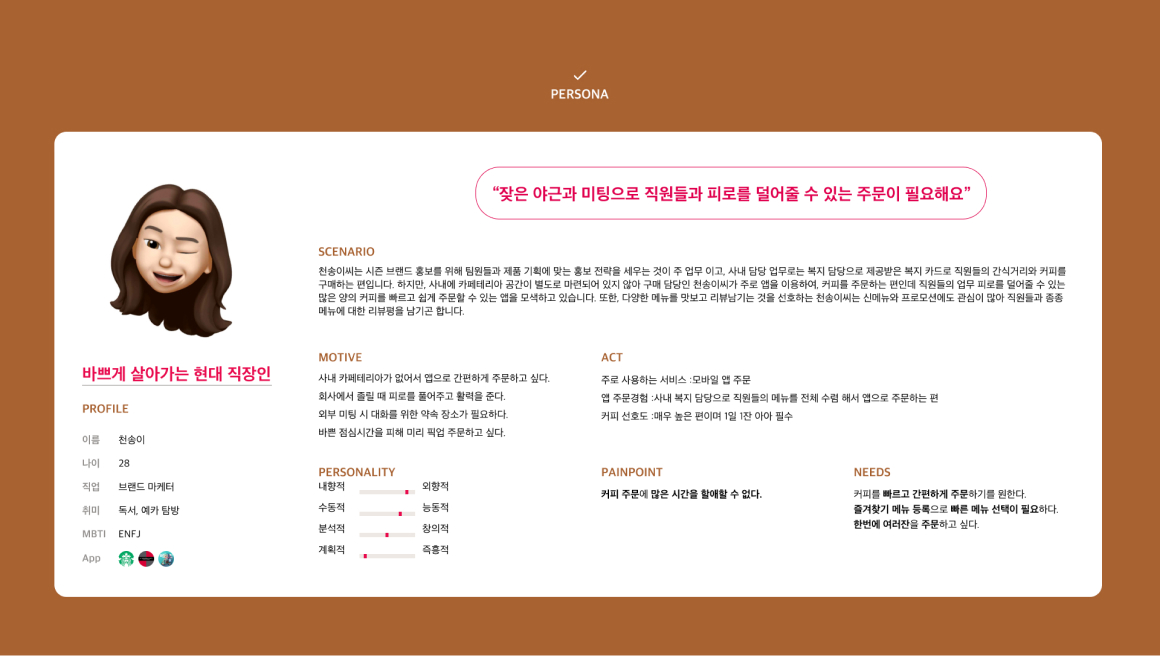 PERSONA
“잦은 야근과 미팅으로 직원들과 피로를 덜어줄 수 있는 주문이 필요해요”
바쁘게 살아가는 현대 직장인
PROFILE
이름 천송이
나이 28
직업 브랜드 마케터
취미 독서, 예카 탐방
MBTI ENFJ
App
SCENARIO
천송이씨는 시즌 브랜드 홍보를 위해 팀원들과 제품 기획에 맞는 홍보 전략을 세우는 것이 주 업무 이고, 사내 담당 업무로는 복지 담당으로 제공받은 복지 카드로 직원들의 간식거리와 커피를
구매하는 편입니다. 하지만, 사내에 카페테리아 공간이 별도로 마련되어 있지 않아 구매 담당인 천송이씨가 주로 앱을 이용하여, 커피를 주문하는 편인데 직원들의 업무 피로를 덜어줄 수 있는
많은 양의 커피를 빠르고 쉽게 주문할 수 있는 앱을 모색하고 있습니다. 또한, 다양한 메뉴를 맛보고 리뷰남기는 것을 선호하는 천송이씨는 신메뉴와 프로모션에도 관심이 많아 직원들과 종종
메뉴에 대한 리뷰평을 남기곤 합니다.
MOTIVE
사내 카페테리아가 없어서 앱으로 간편하게 주문하고 싶다.
회사에서 졸릴 때 피로를 풀어주고 활력을 준다.
외부 미팅 시 대화를 위한 약속 장소가 필요하다.
바쁜 점심시간을 피해 미리 픽업 주문하고 싶다.
ACT
주로 사용하는 서비스 :모바일 앱 주문
앱 주문경험 :사내 복지 담당으로 직원들의 메뉴를 전체 수렴 해서 앱으로 주문하는 편
커피 선호도 :매우 높은 편이며 1일 1잔 아아 필수
PERSONALITY
내향적 외향적
수동적 능동적
분석적 창의적
계획적 즉흥적
PAINPOINT
커피 주문에 많은 시간을 할애할 수 없다.
NEEDS
커피를 빠르고 간편하게 주문하기를 원한다.
즐겨찾기 메뉴 등록으로 빠른 메뉴 선택이 필요하다.
한번에 여러잔을 주문하고 싶다.